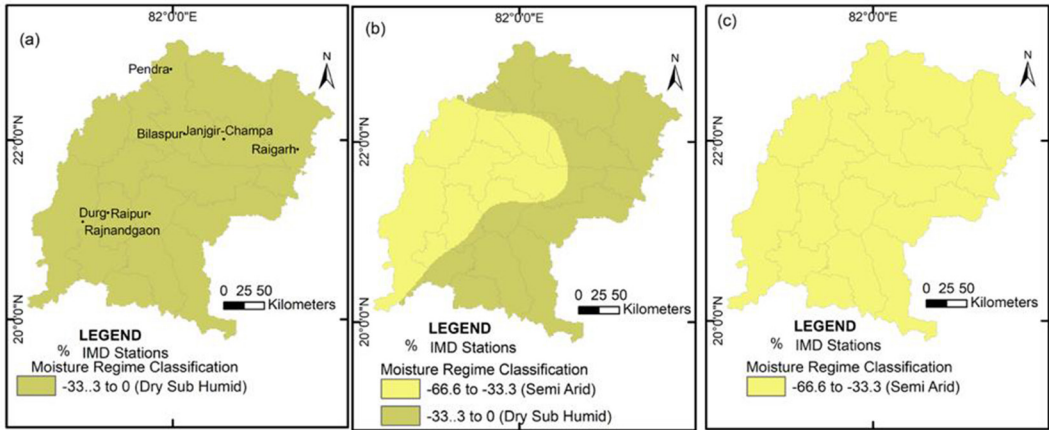 82°0'0"E
(a)
N
Pendra
Bilaspur
Janjgir-Champa
Raigarh
Durg
Raipur
Rajnandgaon
22°0'0"N
20°0'0"N
0 25 50
Kilometers
LEGEND
% IMD Stations
Moisture Regime Classification
-33..3 to 0 (Dry Sub Humid)
82°0'0"E
(b)
N
22°0'0"N
20°0'0"N
0 25 50
Kilometers
LEGEND
% IMD Stations
Moisture Regime Classification
-66.6 to -33.3 (Semi Arid)
-33..3 to 0 (Dry Sub Humid)
82°0'0"E
(c)
N
22°0'0"N
20°0'0"N
0 25 50
Kilometers
LEGEND
% IMD Stations
Moisture Regime Classification
-66.6 to -33.3 (Semi Arid)